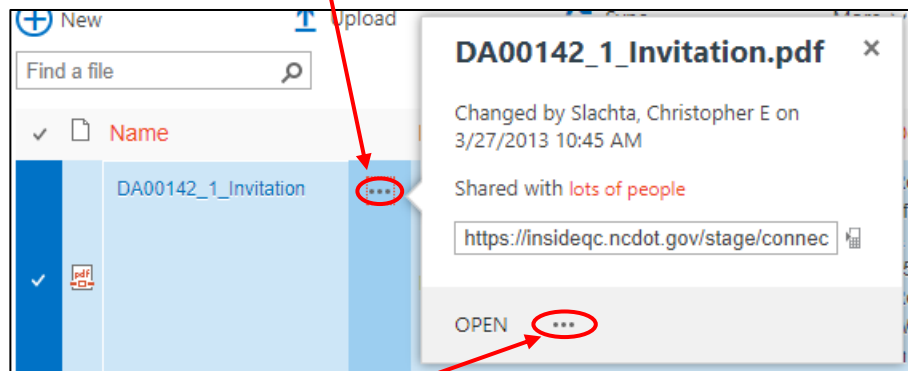 New
Upload
Find a file
Name
DA00142_1_Invitation
pdf
DA00142_1_Invitation.pdf
Changed by Slachta, Christopher E on
3/27/2013 10:45 AM
Shared with lots of people
https://insideqc.ncdot.gov/stage/connec
OPEN ...